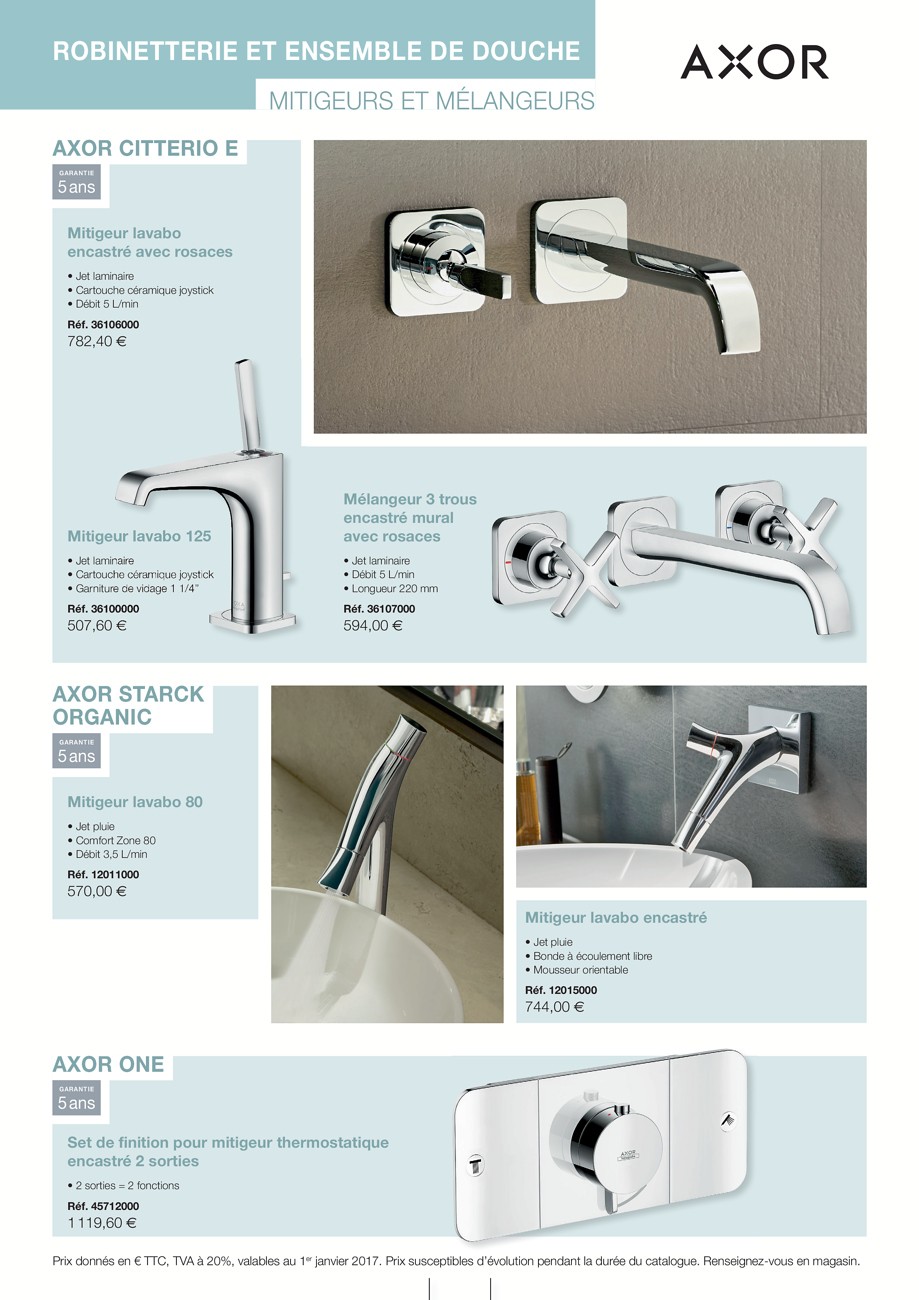 ROBINETTERIE ET ENSEMBLE DE DOUCHE
AXOR
MITIGEURS ET MÉLANGEURS
AXOR CITTERIO E
GARANTIE
5 ans
Mitigeur lavabo
encastré avec rosaces
• Jet laminaire
• Cartouche céramique joystick
• Débit 5 L/min
Réf. 36106000
782,40 €
Mitigeur lavabo 125
• Jet laminaire
• Cartouche céramique joystick
• Garniture de vidage 1 1/4"
Réf. 36100000
507,60 €
Mélangeur 3 trous
encastré mural
avec rosaces
• Jet laminaire
• Débit 5 L/min
• Longueur 220 mm
Réf. 36107000
594,00 €
AXOR STARCK
ORGANIC
GARANTIE
5 ans
Mitigeur lavabo 80
• Jet pluie
• Comfort Zone 80
• Débit 3,5 L/min
Réf. 12011000
570,00 €
Mitigeur lavabo encastré
• Jet pluie
• Bonde à écoulement libre
• Mousseur orientable
Réf. 12015000
744,00 €
AXOR ONE
GARANTIE
5 ans
Set de finition pour mitigeur thermostatique
encastré 2 sorties
• 2 sorties = 2 fonctions
Réf. 45712000
1 119,60 €
AXOR
Prix donnés en € TTC, TVA à 20%, valables au 1er janvier 2017. Prix susceptibles d'évolution pendant la durée du catalogue. Renseignez-vous en magasin.